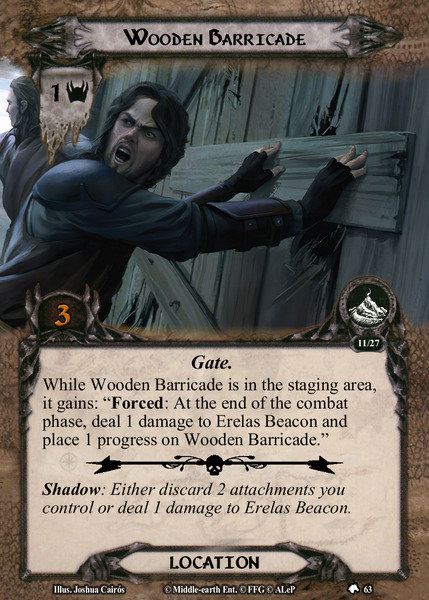 Wooden Barricade
1
3
11/27
Gate.
While Wooden Barricade is in the staging area,
it gains: “Forced: At the end of the combat
phase, deal 1 damage to Erelas Beacon and
place 1 progress on Wooden Barricade.”
Shadow: Either discard 2 attachments you
control or deal 1 damage to Erelas Beacon.
LOCATION
Illus. Joshua Cairós © Middle-earth Ent. © FFG © ALeP 63